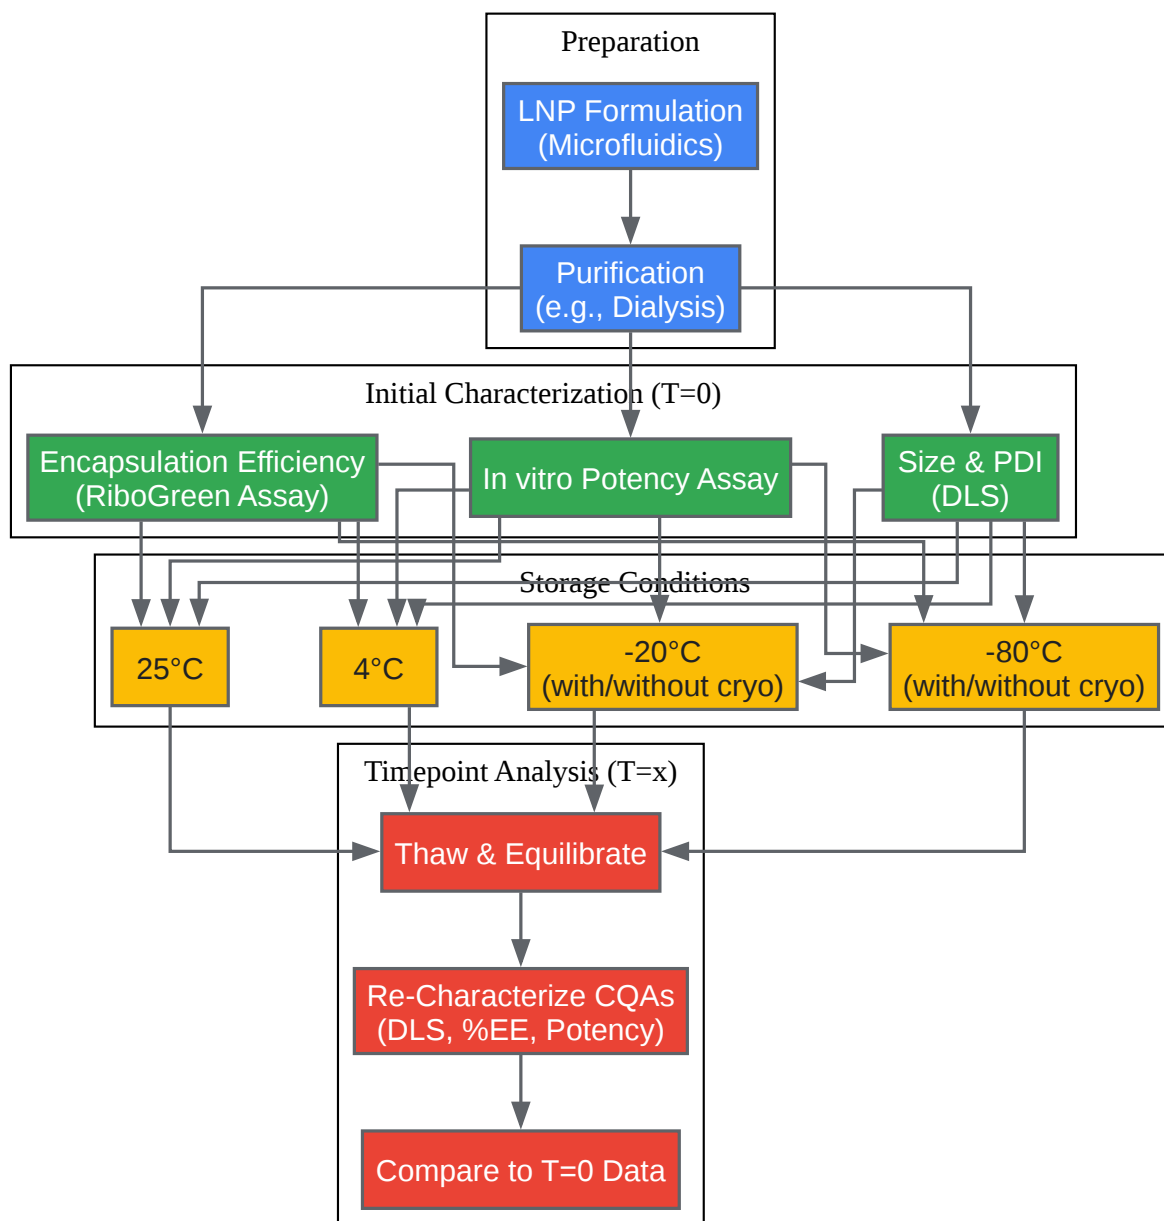 Preparation
LNP Formulation
(Microfluidics)
Purification
(e.g., Dialysis)
Initial Characterization (T=0)
Encapsulation Efficiency
(RiboGreen Assay)
In vitro Potency Assay
Size & PDI
(DLS)
Storage Conditions
25°C
4°C
-20°C
(with/without cryo)
-80°C
(with/without cryo)
Timepoint Analysis (T=x)
Thaw & Equilibrate
Re-Characterize CQAs
(DLS, %EE, Potency)
Compare to T=0 Data